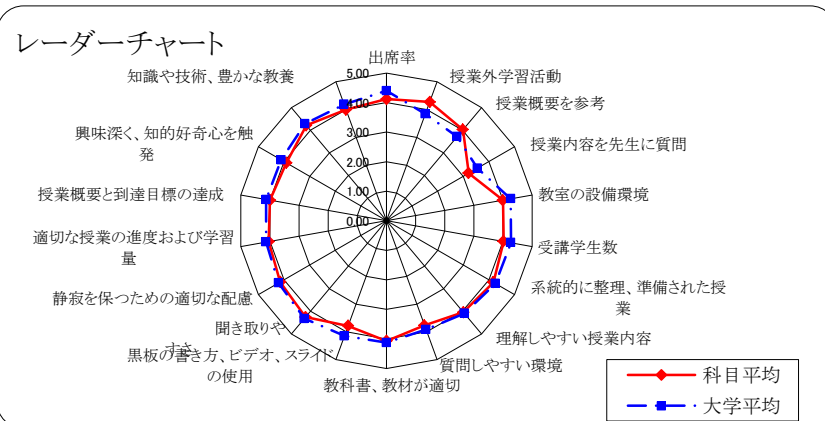 レーダーチャート
出席率
授業外学習活動
授業概要を参考
授業内容を先生に質問
教室の設備環境
受講学生数
系統的に整理、準備された授
業
理解しやすい授業内容
質問しやすい環境
教科書、教材が適切
黒板の書き方、ビデオ、スライド
の使用
聞き取りや
すさ
静寂を保つための適切な配慮
適切な授業の進度および学習
量
授業概要と到達目標の達成
興味深く、知的好奇心を触
発
知識や技術、豊かな教養
5.00
4.00
3.00
2.00
1.00
0.00
科目平均
大学平均